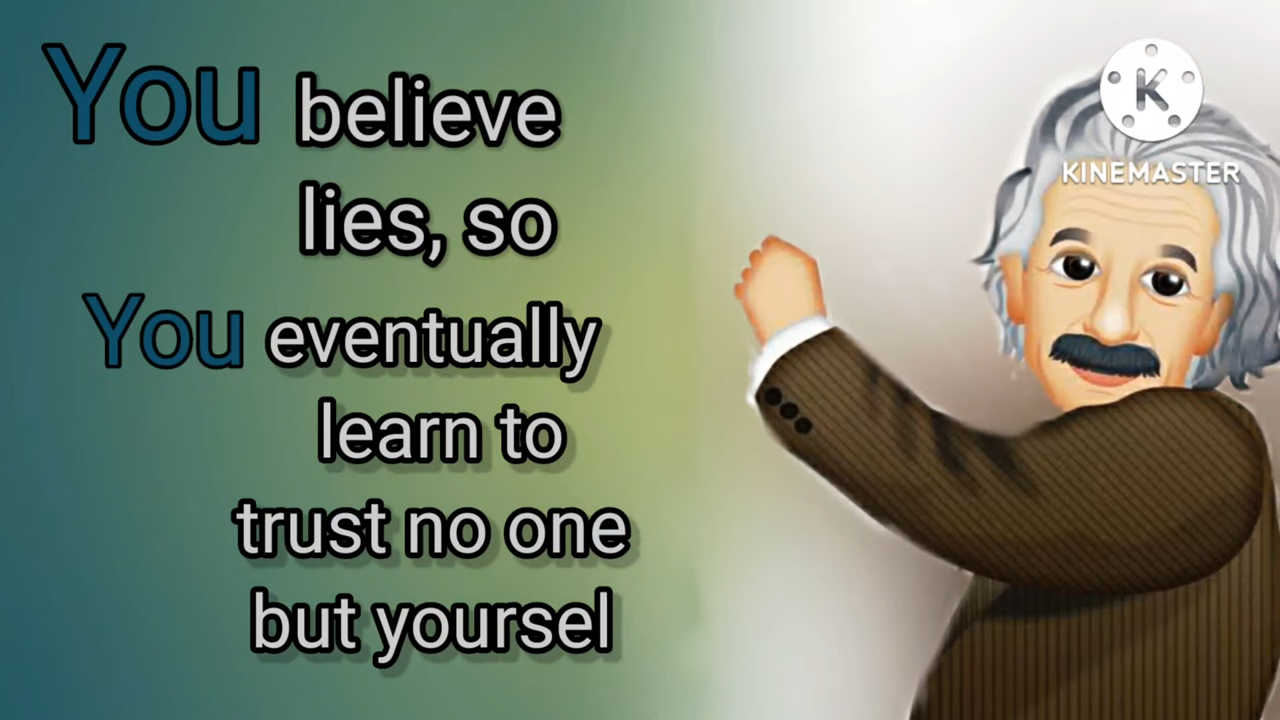 You believe
lies, so
You eventually
learn to
trust no one
but yoursel
K
KINEMASTER